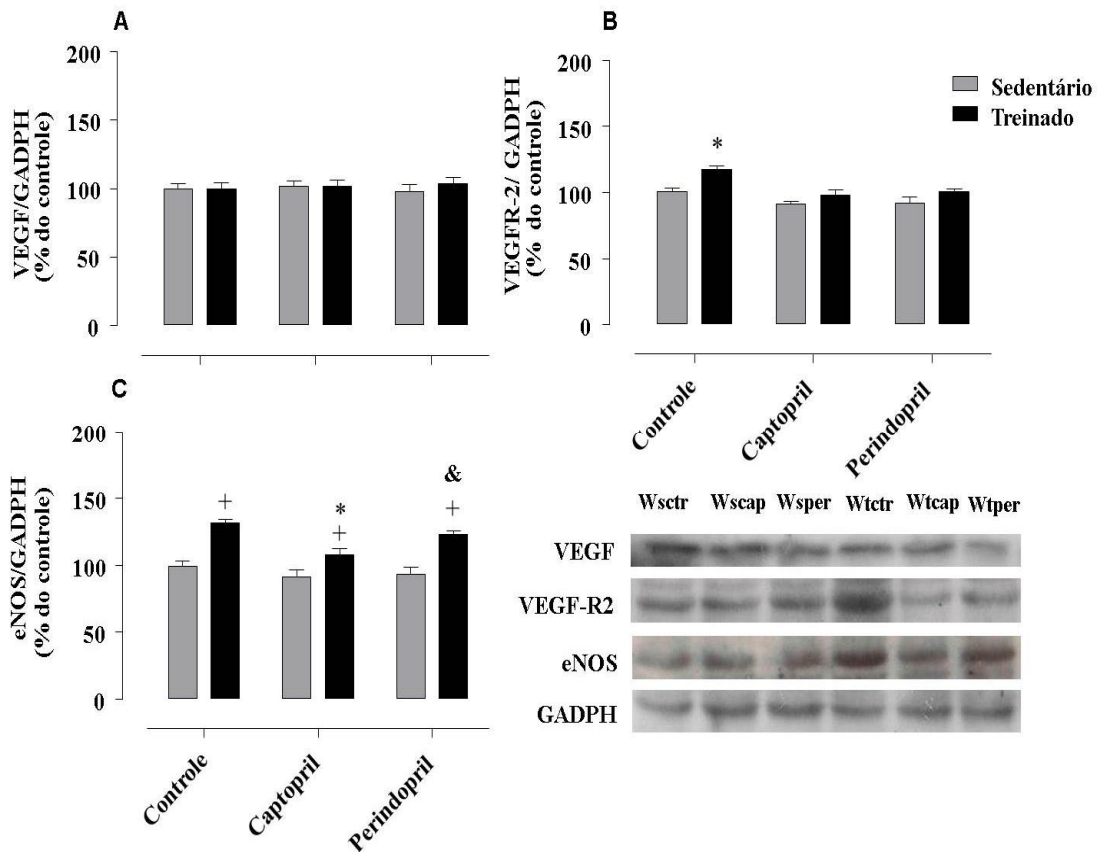 A
200
150
100
50
0
VEGF/GADPH
(% do controle)
B
200
150
100
50
0
VEGFR-2/ GADPH
(% do controle)
Sedentário
Treinado
*
Controle
Captopril
Perindopril
C
200
150
100
50
0
eNOS/GADPH
(% do controle)
+
*
+
&
+
Controle
Captopril
Perindopril
Wsctr Wscap Wsper Wtctr Wtcap Wtper
VEGF
VEGF-R2
eNOS
GADPH